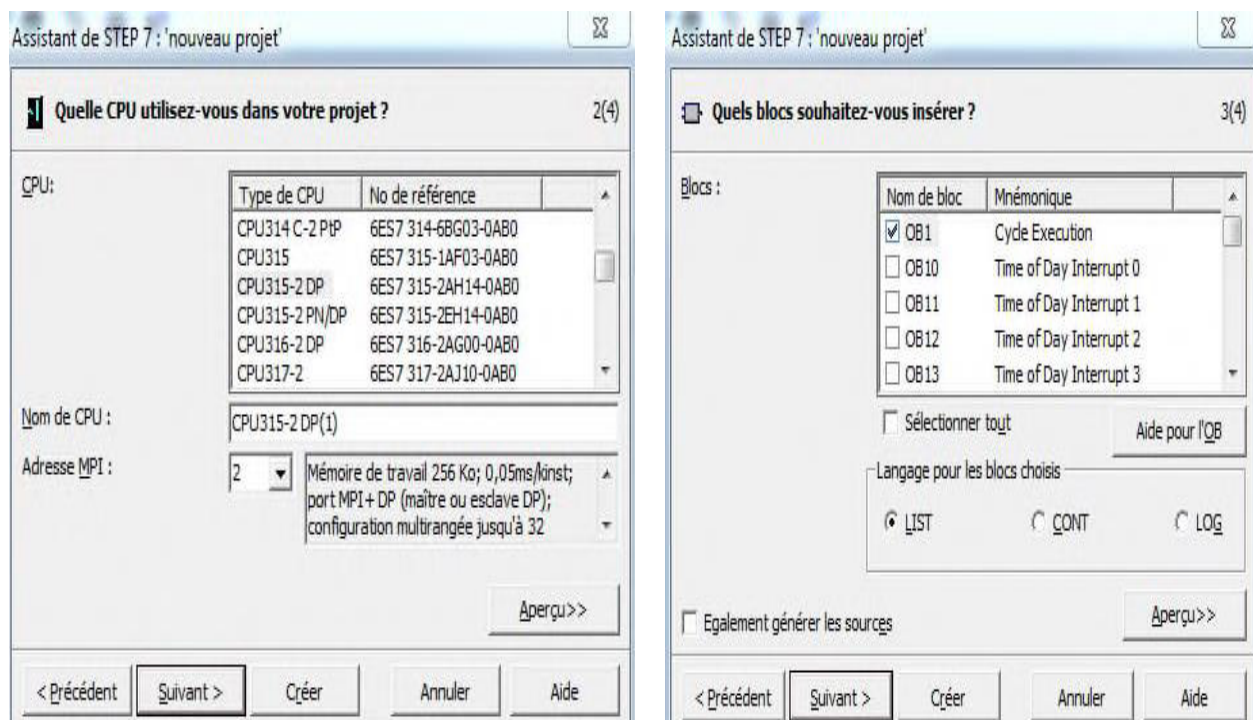 Assistant de STEP 7 : 'nouveau projet'
Quelle CPU utilisez-vous dans votre projet ? 2(4)
CPU:
Type de CPU No de référence
CPU314 C-2 PtP 6ES7 314-6BG03-0AB0
CPU315 6ES7 315-1AF03-0AB0
CPU315-2 DP 6ES7 315-2AH14-0AB0
CPU315-2 PN/DP 6ES7 315-2EH14-0AB0
CPU316-2 DP 6ES7 316-2AG00-0AB0
CPU317-2 6ES7 317-2AJ10-0AB0
Nom de CPU : CPU315-2 DP(1)
Adresse MPI : 2
Mémoire de travail 256 Ko; 0,05ms/kinst;
port MPI+ DP (maître ou esclave DP);
configuration multirangée jusqu'à 32
Aperçu>>
< Précédent Suivant > Créer Annuler Aide
Assistant de STEP 7 : 'nouveau projet'
Quels blocs souhaitez-vous insérer ? 3(4)
Blocs :
Nom de bloc Mnémonique
OB1 Cycle Execution
OB10 Time of Day Interrupt 0
OB11 Time of Day Interrupt 1
OB12 Time of Day Interrupt 2
OB13 Time of Day Interrupt 3
Sélectionner tout Aide pour l'OB
Langage pour les blocs choisis
LIST CONT LOG
Egalement générer les sources Aperçu>>
< Précédent Suivant > Créer Annuler Aide